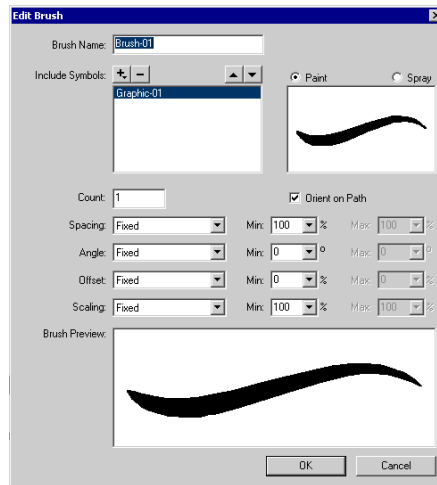 Edit Brush
Brush Name: Brush-01
Include Symbols: Paint Spray
Graphic-01
Count: 1 Orient on Path
Spacing: Fixed Min: 100 % Max: 100 %
Angle: Fixed Min: 0 ° Max: 0 °
Offset: Fixed Min: 0 % Max: 0 %
Scaling: Fixed Min: 100 % Max: 100 %
Brush Preview:
OK Cancel